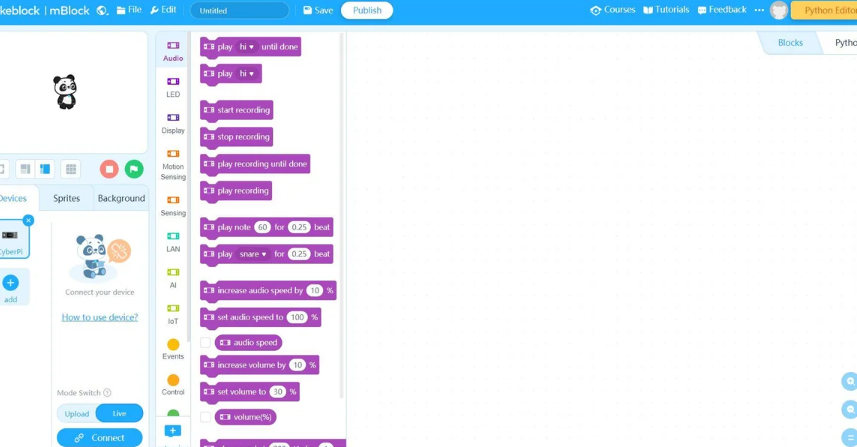 keblock | mBlock File Edit Untitled Save Publish Courses Tutorials Feedback ... Python Editor
Blocks Pytho
Audio
LED
Display
Motion
Sensing
Sensing
LAN
AI
IoT
Events
Control
play hi until done
play hi
start recording
stop recording
play recording until done
play recording
play note 60 for 0.25 beat
play snare for 0.25 beat
increase audio speed by 10 %
set audio speed to 100 %
audio speed
increase volume by 10 %
set volume to 30 %
volume(%)
Devices Sprites Background
CyberPi
add
Connect your device
How to use device?
Mode Switch
Upload Live
Connect